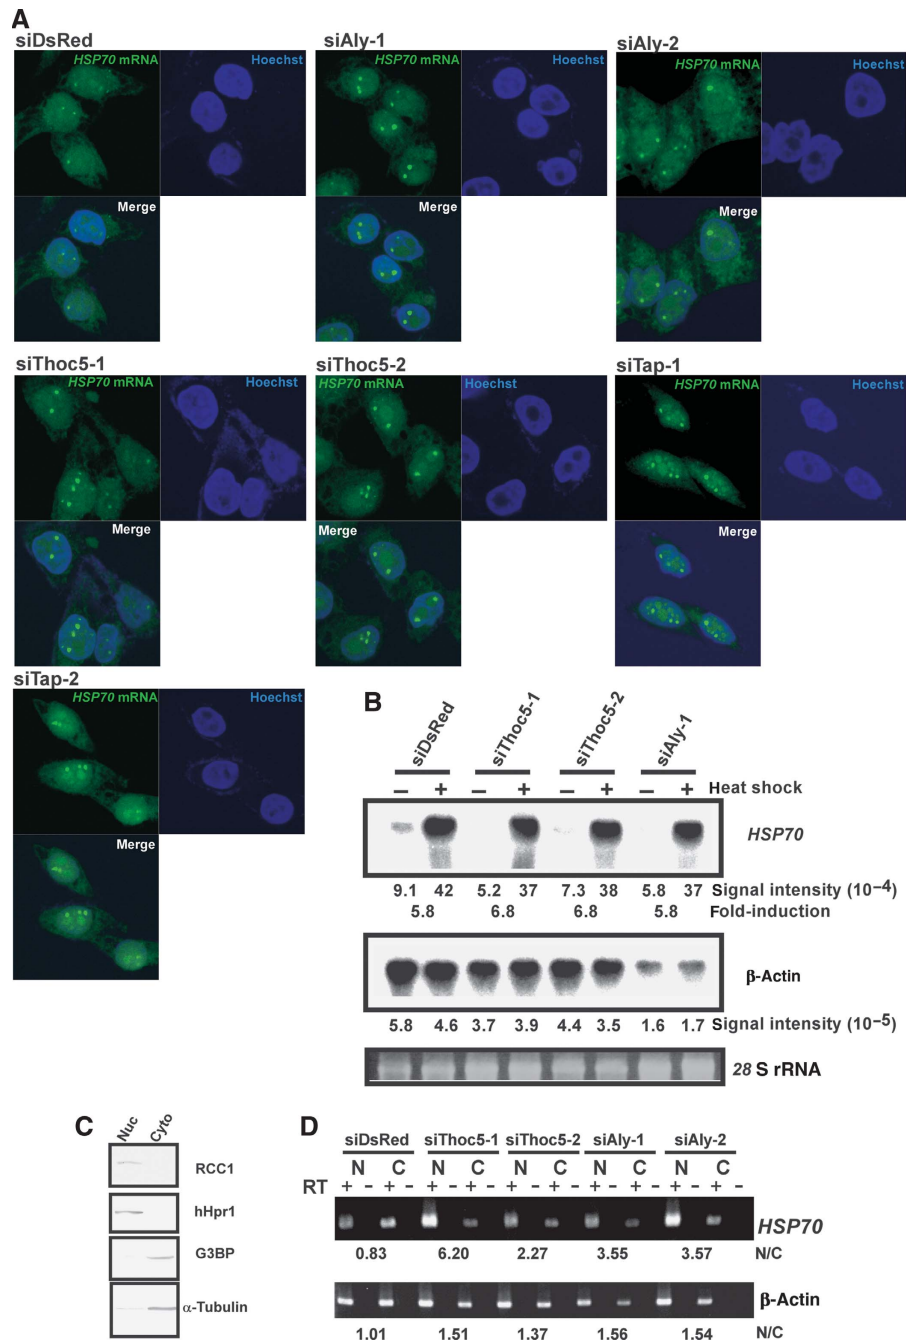 A
siDsRed
HSP70 mRNA
Hoechst
Merge
siAly-1
HSP70 mRNA
Hoechst
Merge
siAly-2
HSP70 mRNA
Hoechst
Merge
siThoc5-1
HSP70 mRNA
Hoechst
Merge
siThoc5-2
HSP70 mRNA
Hoechst
Merge
siTap-1
HSP70 mRNA
Hoechst
Merge
siTap-2
HSP70 mRNA
Hoechst
Merge
B
siDsRed siThoc5-1 siThoc5-2 siAly-1
– + – + – + – + Heat shock
HSP70
9.1 42 5.2 37 7.3 38 5.8 37 Signal intensity (10−4)
5.8 6.8 6.8 5.8 Fold-induction
β-Actin
5.8 4.6 3.7 3.9 4.4 3.5 1.6 1.7 Signal intensity (10−5)
28 S rRNA
C
Nuc Cyto
RCC1
hHpr1
G3BP
α-Tubulin
D
siDsRed siThoc5-1 siThoc5-2 siAly-1 siAly-2
N C N C N C N C N C
RT + - + - + - + - + - + - + - + - + - + -
HSP70
0.83 6.20 2.27 3.55 3.57 N/C
β-Actin
1.01 1.51 1.37 1.56 1.54 N/C